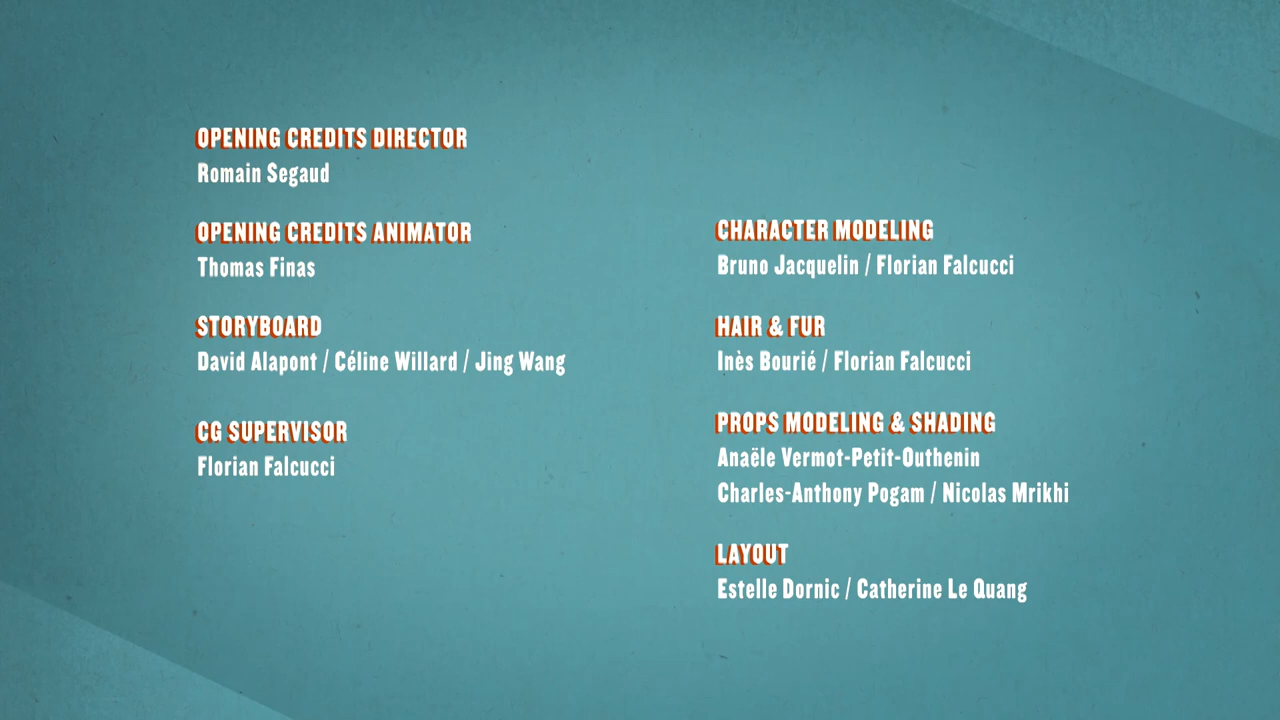 OPENING CREDITS DIRECTOR
Romain Segaud
OPENING CREDITS ANIMATOR
Thomas Finas
STORYBOARD
David Alapont / Céline Willard / Jing Wang
CG SUPERVISOR
Florian Falcucci
CHARACTER MODELING
Bruno Jacquelin / Florian Falcucci
HAIR & FUR
Inès Bourié / Florian Falcucci
PROPS MODELING & SHADING
Anaële Vermot-Petit-Outhenin
Charles-Anthony Pogam / Nicolas Mrikhi
LAYOUT
Estelle Dornic / Catherine Le Quang